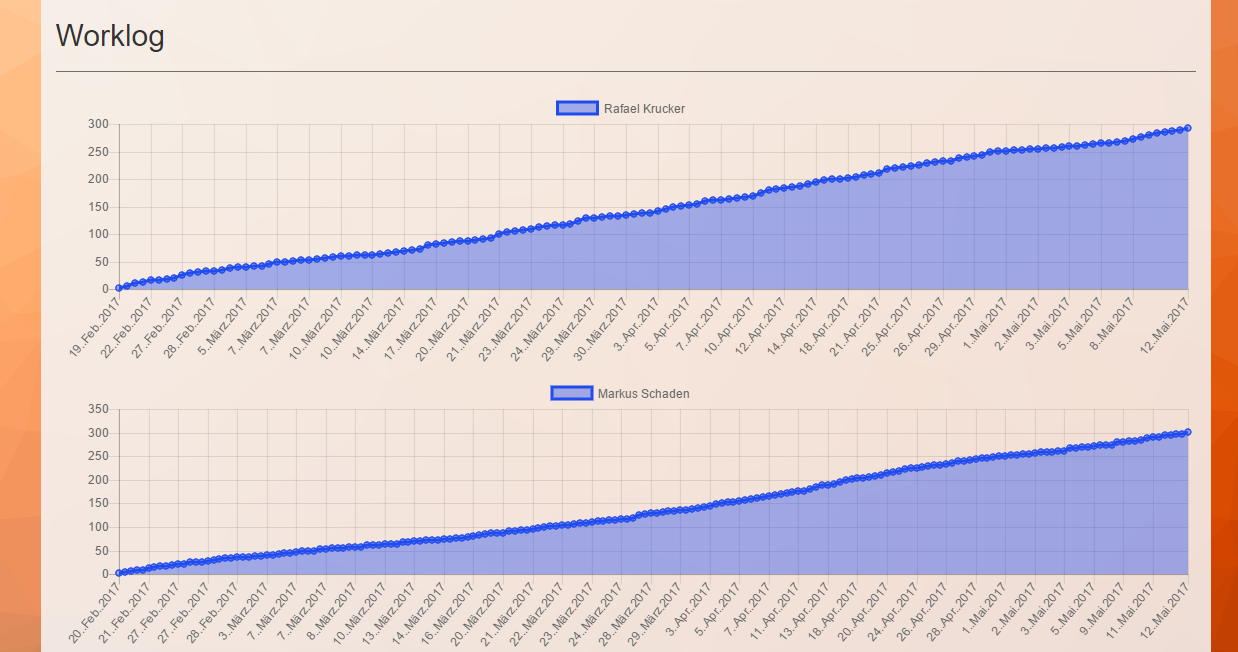 Worklog
Rafael Krucker
300
250
200
150
100
50
0
19. Feb. 2017
22. Feb. 2017
27. Feb. 2017
28. Feb. 2017
5. März. 2017
7. März. 2017
7. März. 2017
10. März. 2017
10. März. 2017
14. März. 2017
17. März. 2017
20. März. 2017
21. März. 2017
23. März. 2017
24. März. 2017
29. März. 2017
30. März. 2017
3. Apr. 2017
5. Apr. 2017
7. Apr. 2017
10. Apr. 2017
12. Apr. 2017
14. Apr. 2017
18. Apr. 2017
21. Apr. 2017
25. Apr. 2017
26. Apr. 2017
29. Apr. 2017
1. Mai. 2017
2. Mai. 2017
3. Mai. 2017
5. Mai. 2017
8. Mai. 2017
12. Mai. 2017
Markus Schaden
350
300
250
200
150
100
50
0
20. Feb. 2017
21. Feb. 2017
27. Feb. 2017
27. Feb. 2017
28. Feb. 2017
3. März. 2017
7. März. 2017
7. März. 2017
8. März. 2017
10. März. 2017
13. März. 2017
14. März. 2017
16. März. 2017
20. März. 2017
21. März. 2017
22. März. 2017
23. März. 2017
24. März. 2017
28. März. 2017
29. März. 2017
3. Apr. 2017
5. Apr. 2017
7. Apr. 2017
11. Apr. 2017
13. Apr. 2017
18. Apr. 2017
20. Apr. 2017
24. Apr. 2017
26. Apr. 2017
28. Apr. 2017
1. Mai. 2017
2. Mai. 2017
3. Mai. 2017
5. Mai. 2017
9. Mai. 2017
11. Mai. 2017
12. Mai. 2017